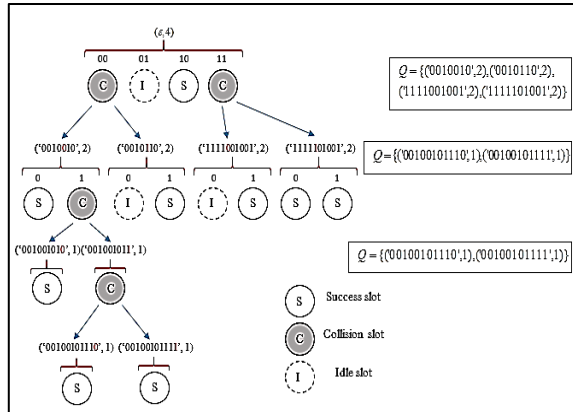 (ε,4)
00 01 10 11
C I S C
Q = {('0010010',2),('0010110',2),
('1111001001',2),('1111101001',2)}
('0010010', 2) ('0010110', 2) ('1111001001', 2) ('1111101001', 2)
Q = {('00100101110',1),('00100101111',1)}
0 1 0 1 0 1 0 1
S C I S I S S S
('001001010', 1)('001001011', 1)
Q = {('00100101110',1),('00100101111',1)}
S C
S Success slot
C Collision slot
('00100101110', 1) ('00100101111', 1)
I Idle slot
S S